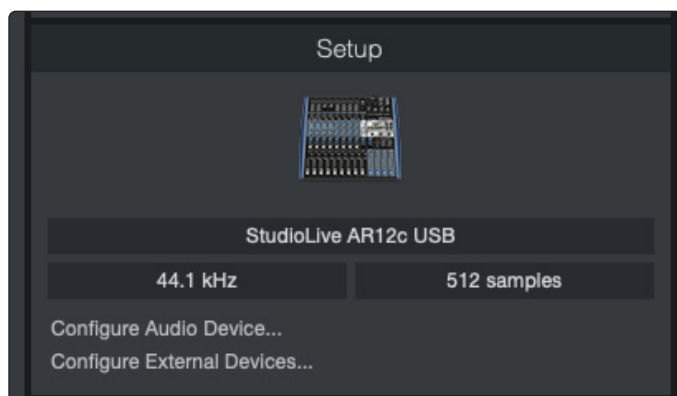 Setup
StudioLive AR12c USB
44.1 kHz
512 samples
Configure Audio Device...
Configure External Devices...